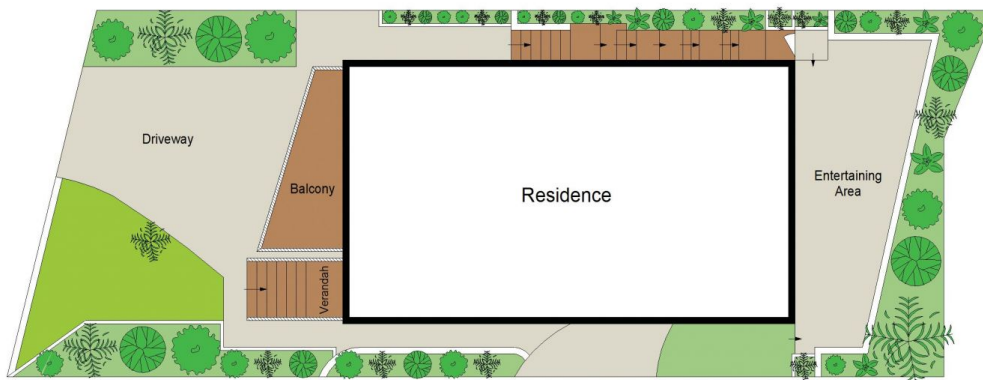 Driveway
Balcony
Verandah
Residence
Entertaining
Area